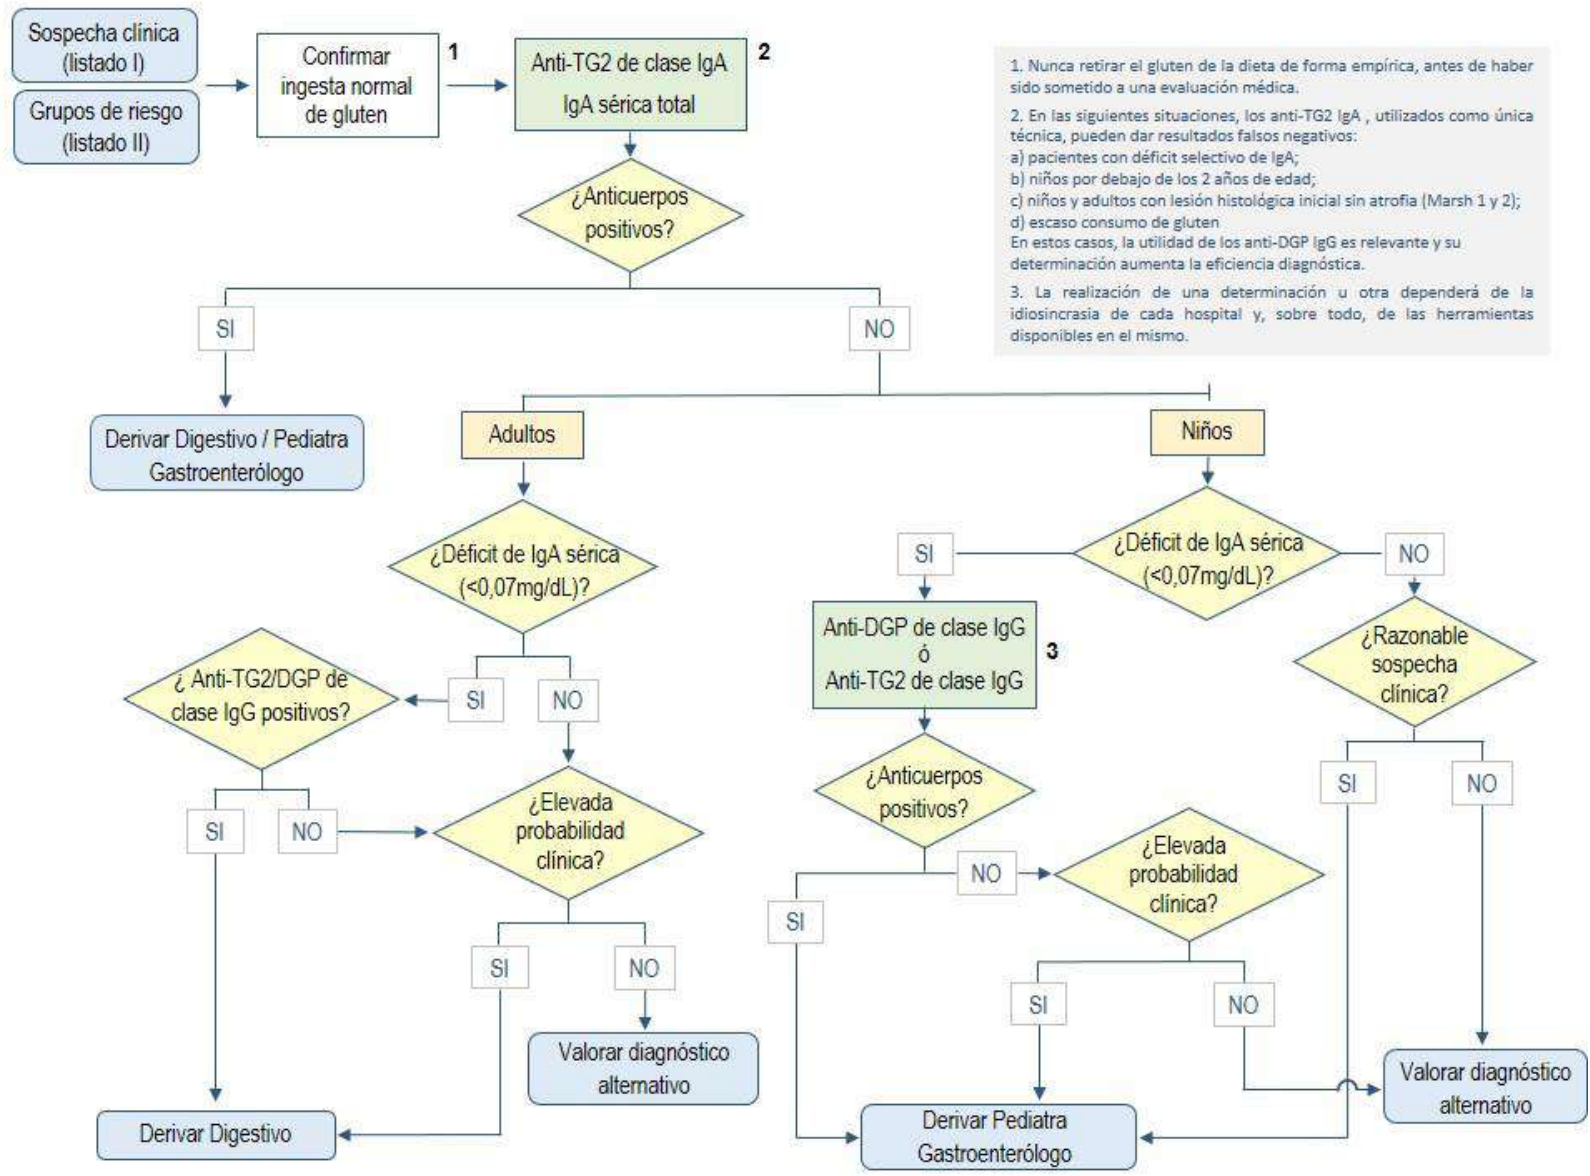 Sospecha clínica
(listado I)
Grupos de riesgo
(listado II)
Confirmar
ingesta normal
de gluten
1
Anti-TG2 de clase IgA
IgA sérica total
2
1. Nunca retirar el gluten de la dieta de forma empírica, antes de haber
sido sometido a una evaluación médica.
2. En las siguientes situaciones, los anti-TG2 IgA , utilizados como única
técnica, pueden dar resultados falsos negativos:
a) pacientes con déficit selectivo de IgA;
b) niños por debajo de los 2 años de edad;
c) niños y adultos con lesión histológica inicial sin atrofia (Marsh 1 y 2);
d) escaso consumo de gluten
En estos casos, la utilidad de los anti-DGP IgG es relevante y su
determinación aumenta la eficiencia diagnóstica.
3. La realización de una determinación u otra dependerá de la
idiosincrasia de cada hospital y, sobre todo, de las herramientas
disponibles en el mismo.
¿Anticuerpos
positivos?
SI
NO
Derivar Digestivo / Pediatra
Gastroenterólogo
Adultos
Niños
¿Déficit de IgA sérica
(<0,07mg/dL)?
SI
NO
¿ Anti-TG2/DGP de
clase IgG positivos?
SI
NO
¿Elevada
probabilidad
clínica?
SI
NO
Valorar diagnóstico
alternativo
Derivar Digestivo
¿Déficit de IgA sérica
(<0,07mg/dL)?
SI
NO
Anti-DGP de clase IgG
ó
Anti-TG2 de clase IgG
3
¿Razonable
sospecha
clínica?
SI
NO
¿Anticuerpos
positivos?
SI
NO
¿Elevada
probabilidad
clínica?
SI
NO
Derivar Pediatra
Gastroenterólogo
Valorar diagnóstico
alternativo